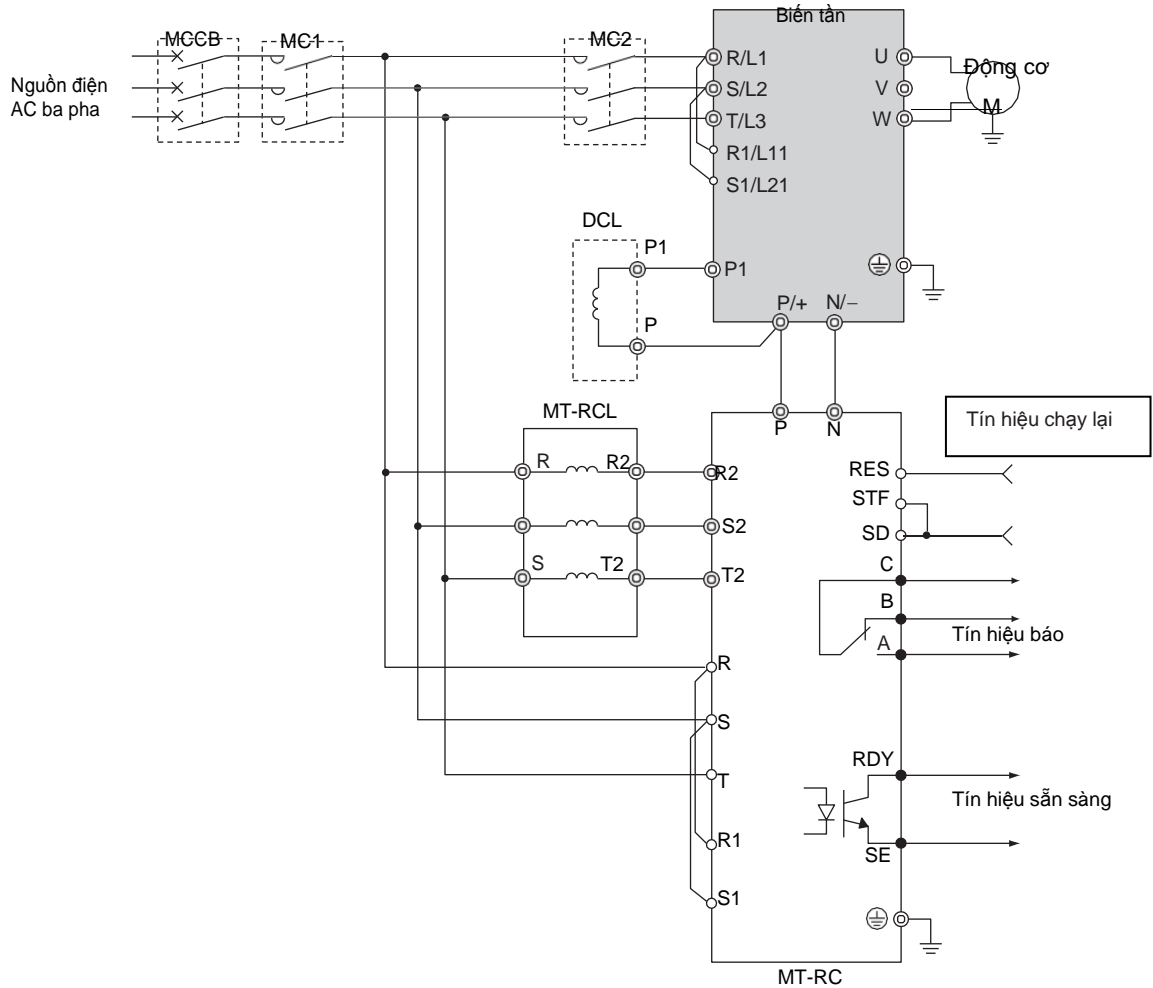 Biến tần
MCCB
MC1
MC2
Nguồn điện
AC ba pha
R/L1
S/L2
T/L3
R1/L11
S1/L21
U
V
W
Động cơ
M
DCL
P1
P
P1
P/+
N/−
MT-RCL
R
R2
S
T2
P
N
R2
S2
T2
R
S
T
R1
S1
Tín hiệu chạy lại
RES
STF
SD
C
B
A
Tín hiệu báo
RDY
Tín hiệu sẵn sàng
SE
MT-RC